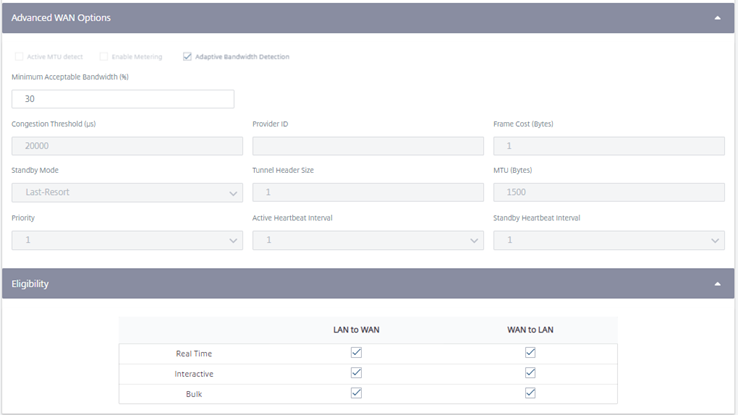 Advanced WAN Options
Active MTU detect Enable Metering Adaptive Bandwidth Detection
Minimum Acceptable Bandwidth (%)
30
Congestion Threshold (µs) Provider ID Frame Cost (Bytes)
20000 1
Standby Mode Tunnel Header Size MTU (Bytes)
Last-Resort 1 1500
Priority Active Heartbeat Interval Standby Heartbeat Interval
1 1 1
Eligibility
LAN to WAN WAN to LAN
Real Time
Interactive
Bulk